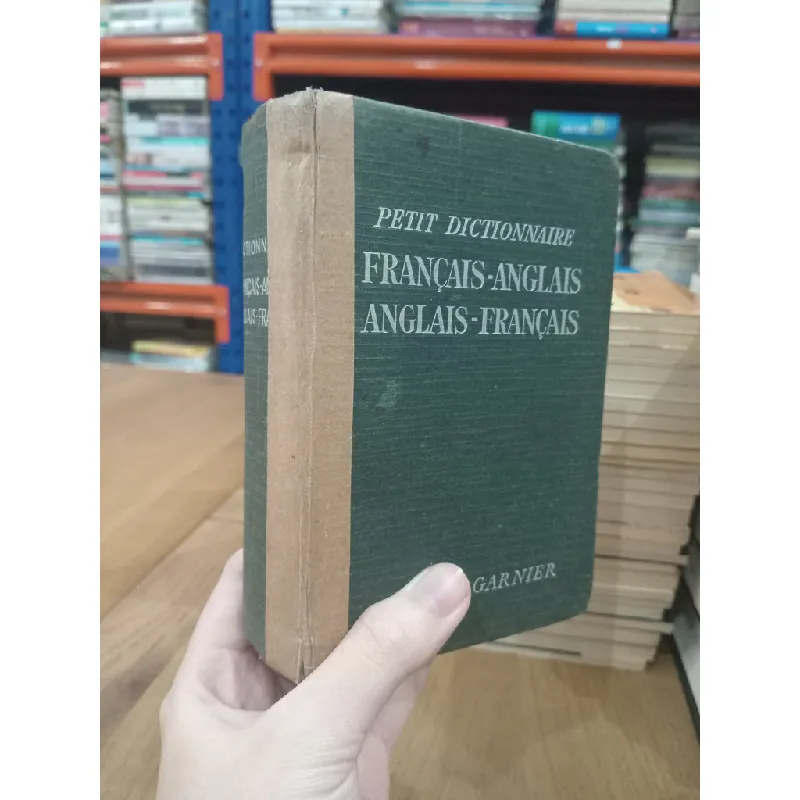 PETIT DICTIONNAIRE
FRANÇAIS-ANGLAIS
ANGLAIS-FRANÇAIS
GARNIER